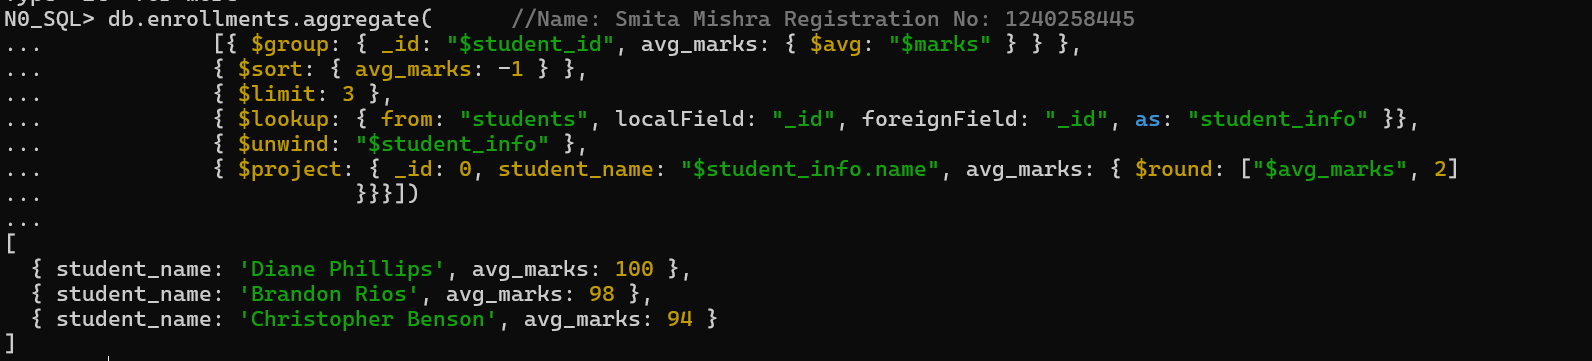 N0_SQL> db.enrollments.aggregate(      //Name: Smita Mishra Registration No: 1240258445
...             [{ $group: { _id: "$student_id", avg_marks: { $avg: "$marks" } } },
...             { $sort: { avg_marks: -1 } },
...             { $limit: 3 },
...             { $lookup: { from: "students", localField: "_id", foreignField: "_id", as: "student_info" }},
...             { $unwind: "$student_info" },
...             { $project: { _id: 0, student_name: "$student_info.name", avg_marks: { $round: ["$avg_marks", 2]
...                        }}}])
...
[
  { student_name: 'Diane Phillips', avg_marks: 100 },
  { student_name: 'Brandon Rios', avg_marks: 98 },
  { student_name: 'Christopher Benson', avg_marks: 94 }
]